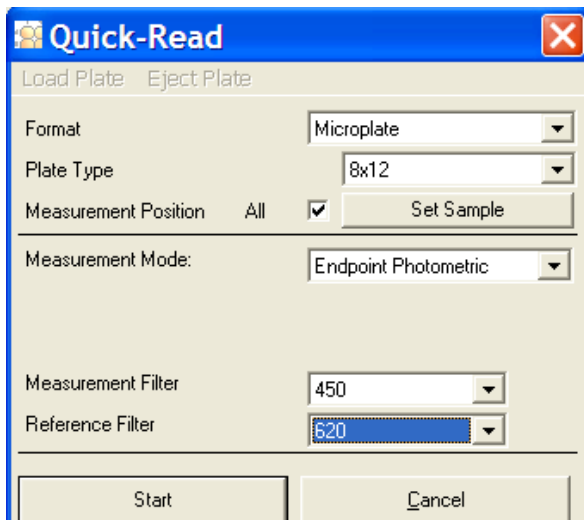 Quick-Read
Load Plate Eject Plate
Format Microplate
Plate Type 8x12
Measurement Position All Set Sample
Measurement Mode: Endpoint Photometric
Measurement Filter 450
Reference Filter 620
Start Cancel